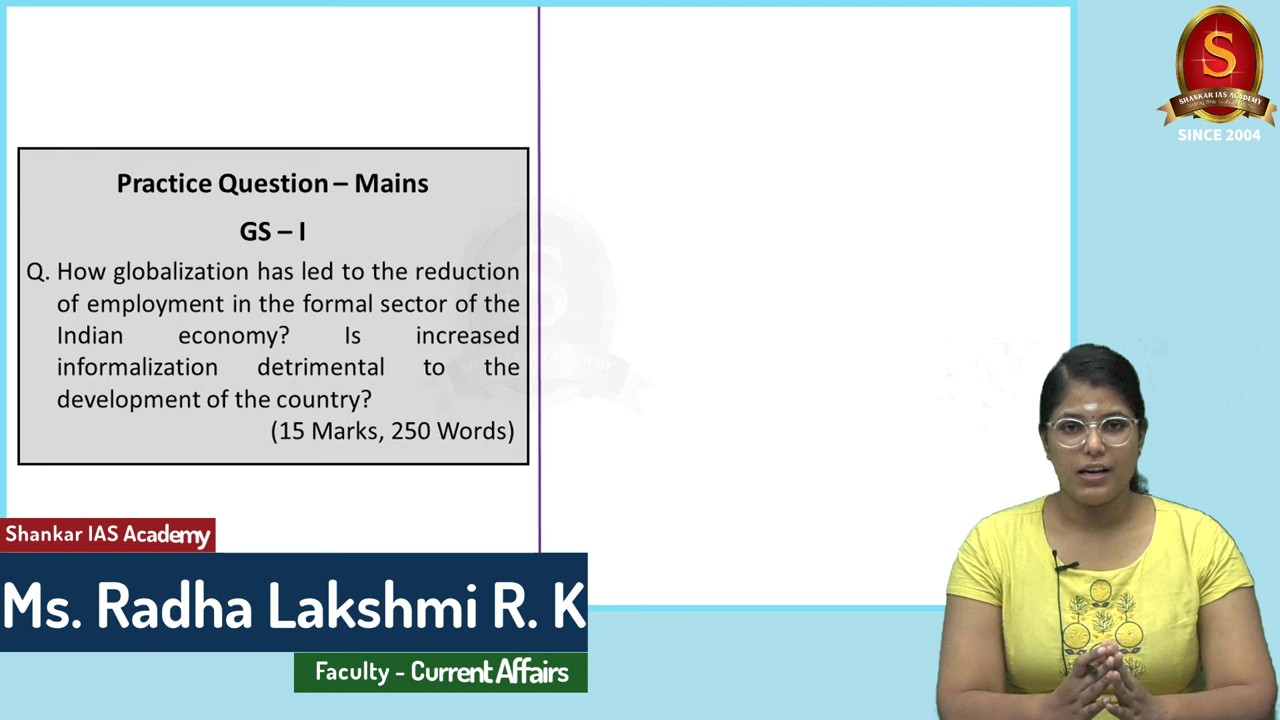 Practice Question – Mains
GS – I
Q. How globalization has led to the reduction
of employment in the formal sector of the
Indian economy? Is increased
informalization detrimental to the
development of the country?
(15 Marks, 250 Words)
S
SHANKAR IAS ACADEMY
SINCE 2004
Shankar IAS Academy
Ms. Radha Lakshmi R. K
Faculty - Current Affairs